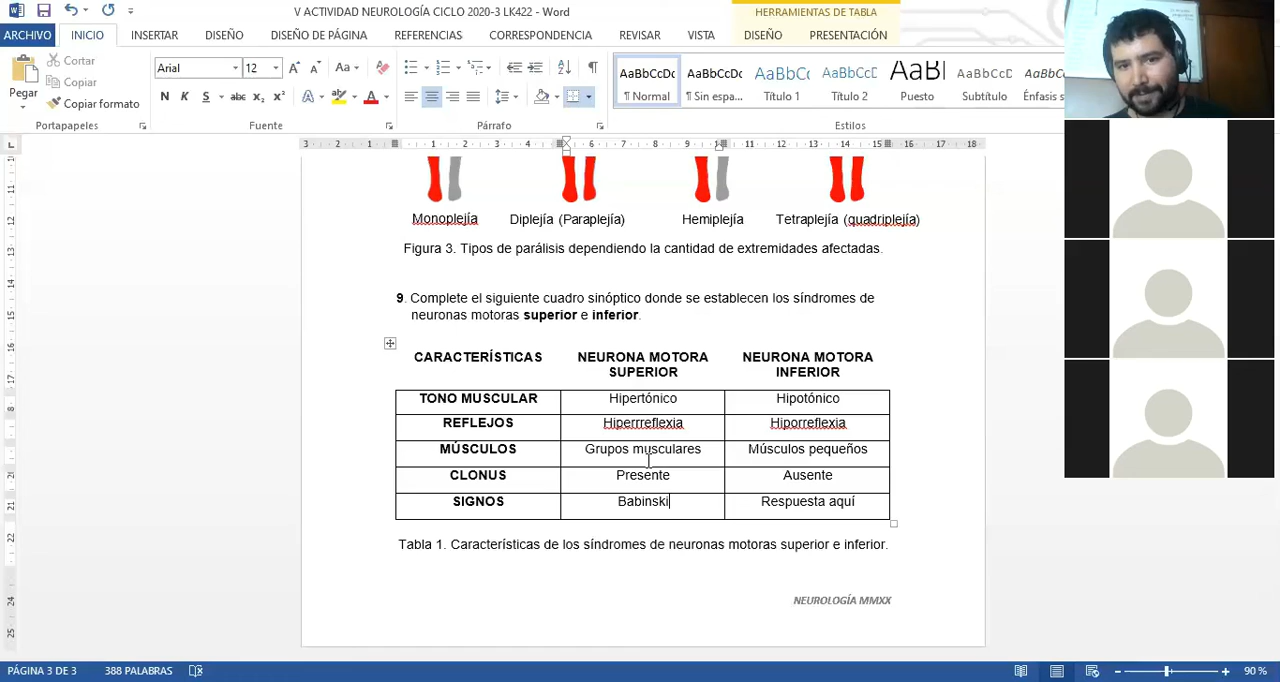 V ACTIVIDAD NEUROLOGÍA CICLO 2020-3 LK422 - Word
HERRAMIENTAS DE TABLA
ARCHIVO INICIO INSERTAR DISEÑO DISEÑO DE PÁGINA REFERENCIAS CORRESPONDENCIA REVISAR VISTA DISEÑO PRESENTACIÓN
Pegar
Cortar
Copiar
Copiar formato
Portapapeles
Arial 12
Fuente
Párrafo
AaBbCcDc AaBbCcDc AaBbCc AaBbCcD AaBl AaBbCcD AaBbCc
¶ Normal ¶ Sin espa... Título 1 Título 2 Puesto Subtítulo Énfasis s
Estilos
Monoplejía Diplejía (Paraplejía) Hemiplejía Tetraplejía (quadriplejía)
Figura 3. Tipos de parálisis dependiendo la cantidad de extremidades afectadas.
9. Complete el siguiente cuadro sinóptico donde se establecen los síndromes de
neuronas motoras superior e inferior.
CARACTERÍSTICAS NEURONA MOTORA SUPERIOR NEURONA MOTORA INFERIOR
TONO MUSCULAR Hipertónico Hipotónico
REFLEJOS Hiperrreflexia Hiporreflexia
MÚSCULOS Grupos musculares Músculos pequeños
CLONUS Presente Ausente
SIGNOS Babinski Respuesta aquí
Tabla 1. Características de los síndromes de neuronas motoras superior e inferior.
NEUROLOGÍA MMXX
PÁGINA 3 DE 3 388 PALABRAS 90 %